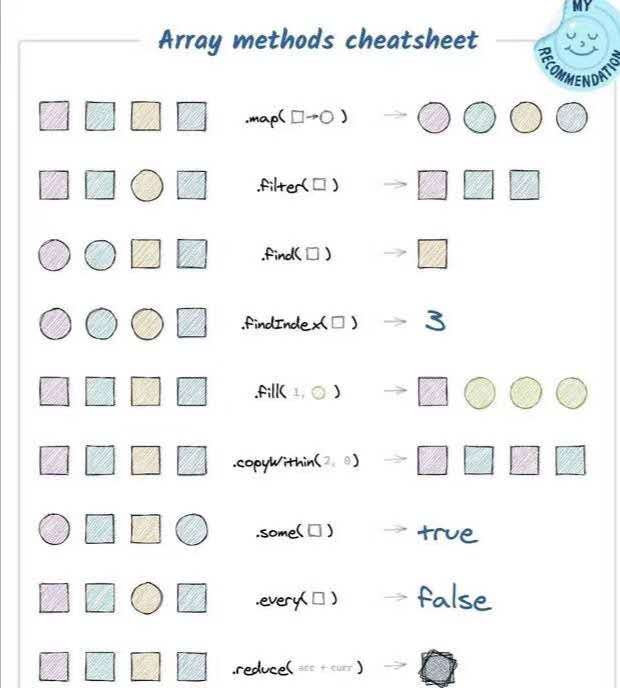 MY
RECOMMENDATION
Array methods cheatsheet
.map( □→○ ) →
.filter( □ ) →
.find( □ ) →
.findIndex( □ ) → 3
.fill( 1, ○ ) →
.copyWithin( 2, 0 ) →
.some( □ ) → true
.every( □ ) → false
.reduce( acc + curr ) →